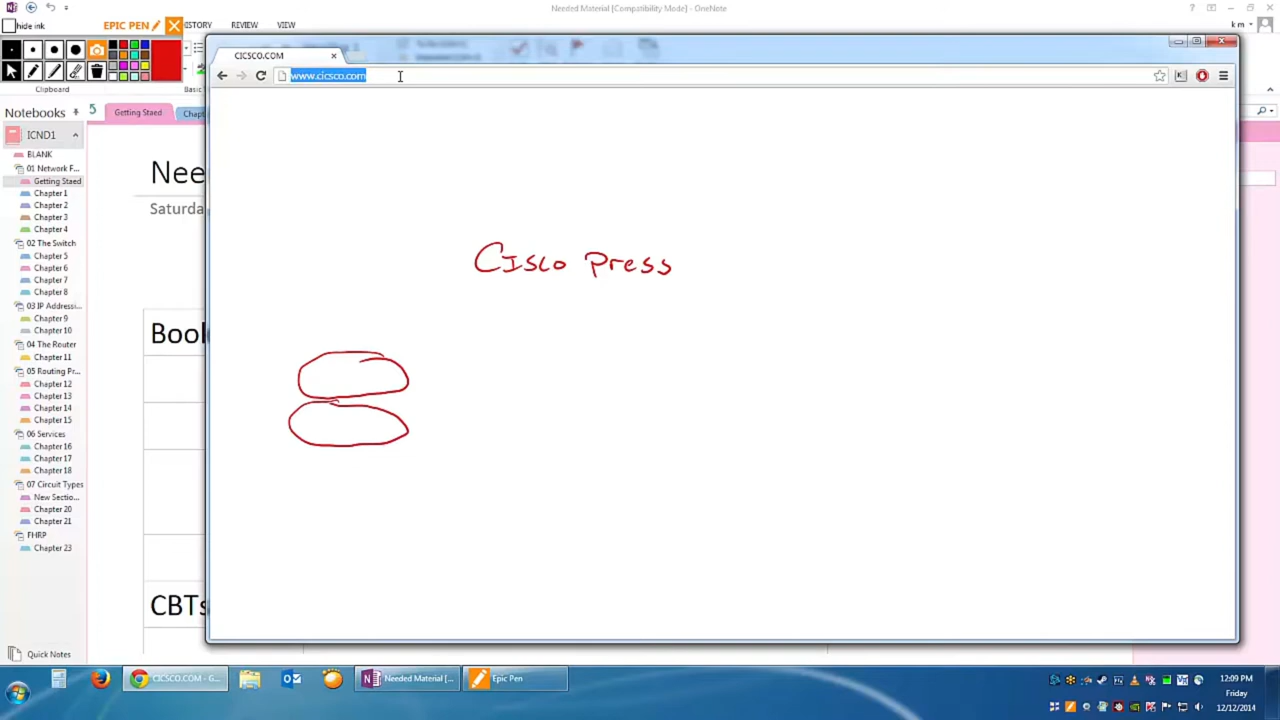 Needed Material [Compatibility Mode] - OneNote
hide ink
EPIC PEN
HISTORY
REVIEW
VIEW
k m
CICSCO.COM
www.cicsco.com
Clipboard
Basic
Notebooks
Getting Staed
Chapt
ICND1
BLANK
01 Network F...
Getting Staed
Chapter 1
Chapter 2
Chapter 3
Chapter 4
02 The Switch
Chapter 5
Chapter 6
Chapter 7
Chapter 8
03 IP Addressi...
Chapter 9
Chapter 10
04 The Router
Chapter 11
05 Routing Pr...
Chapter 12
Chapter 13
Chapter 14
Chapter 15
06 Services
Chapter 16
Chapter 17
Chapter 18
07 Circuit Types
New Sectio...
Chapter 20
Chapter 21
FHRP
Chapter 23
Quick Notes
Nee
Saturda
Book
CBTs
Cisco Press
CICSCO.COM - G...
Needed Material [...
Epic Pen
12:09 PM
Friday
12/12/2014